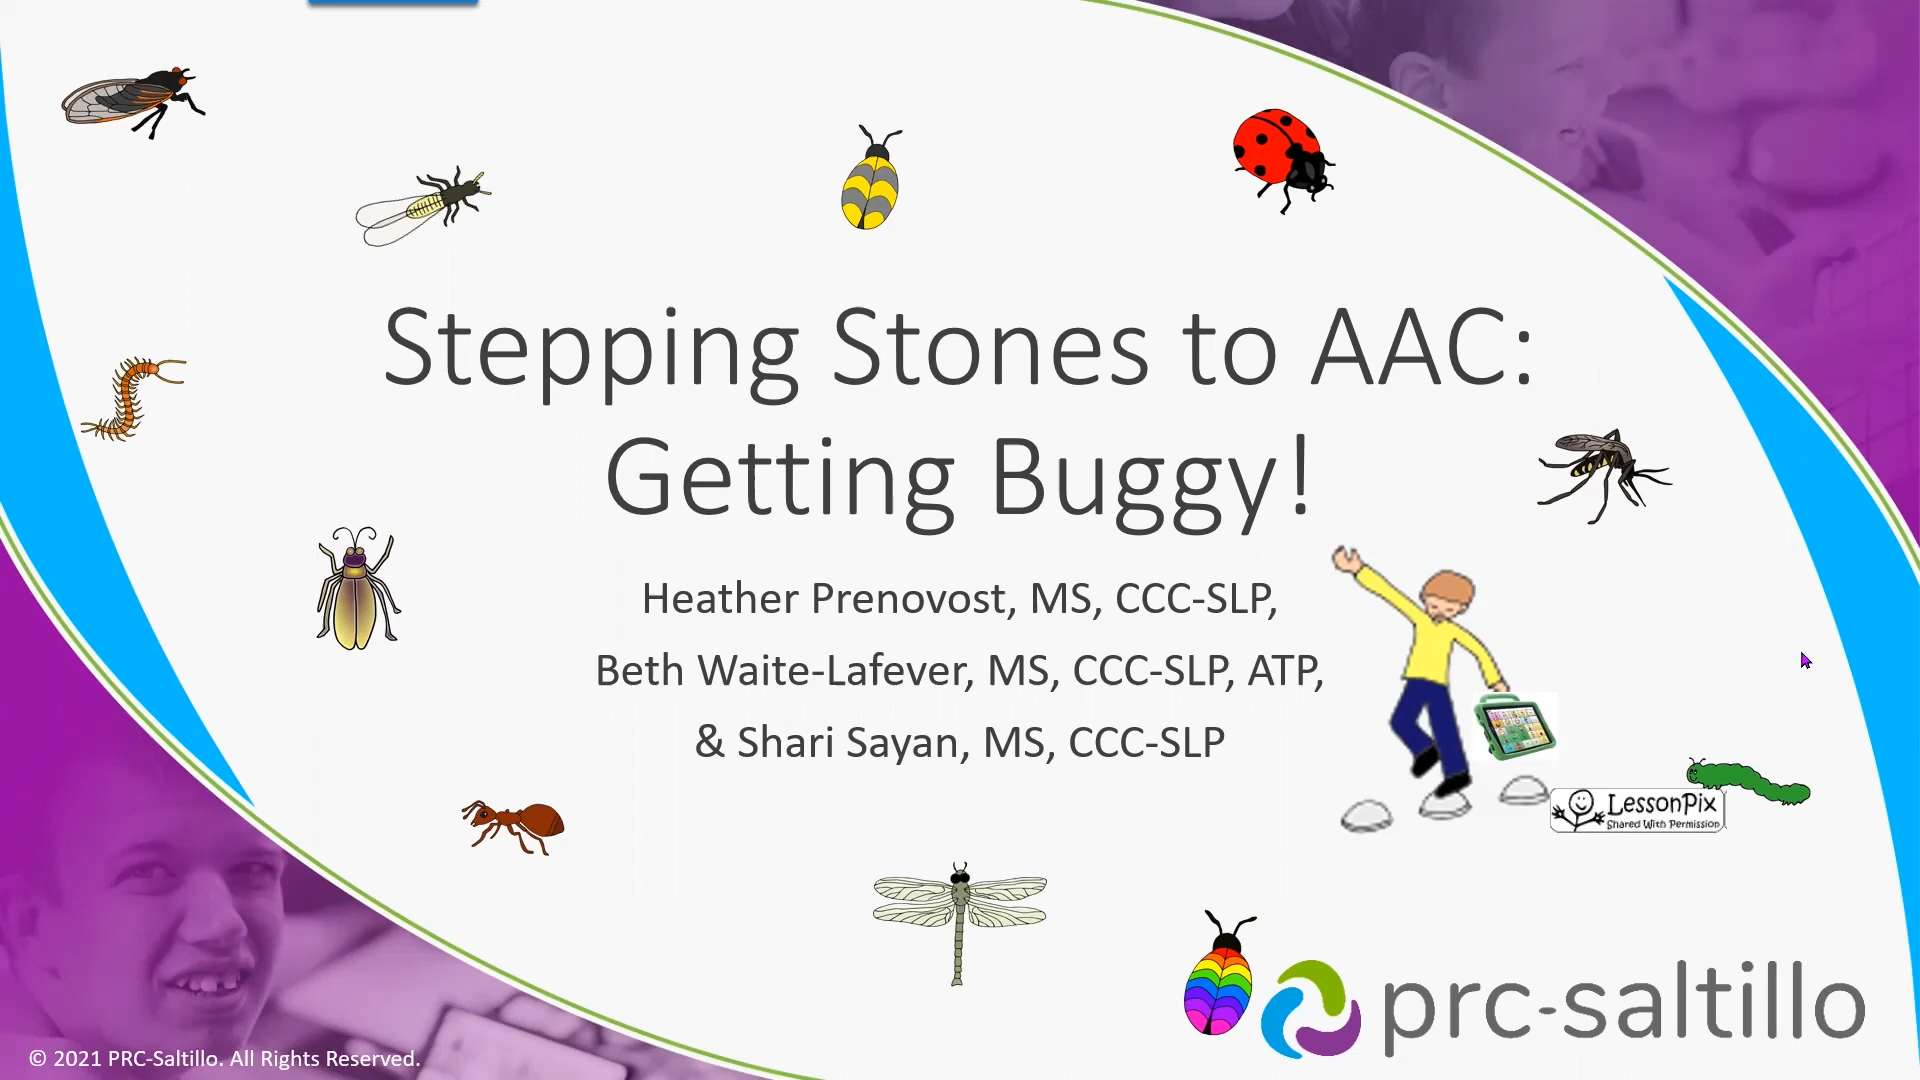 Stepping Stones to AAC:
Getting Buggy!
Heather Prenovost, MS, CCC-SLP,
Beth Waite-Lafever, MS, CCC-SLP, ATP,
& Shari Sayan, MS, CCC-SLP
LessonPix
Shared With Permission
prc-saltillo
© 2021 PRC-Saltillo. All Rights Reserved.